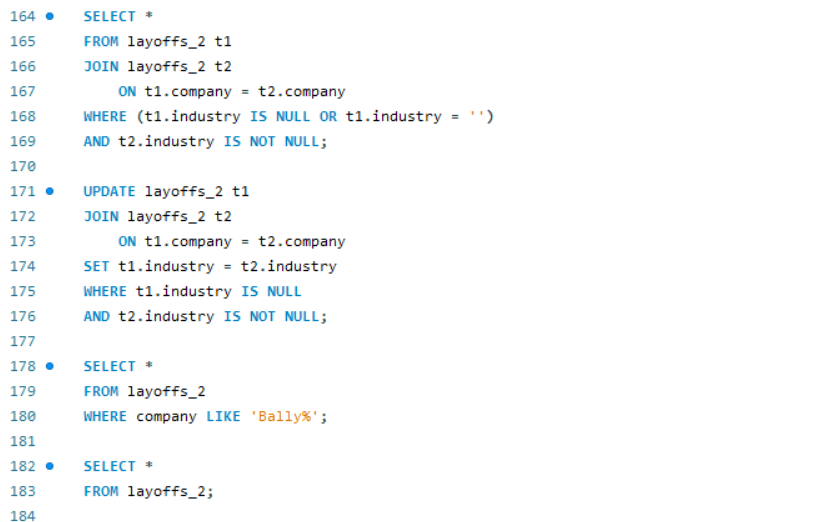 164 SELECT *
165 FROM layoffs_2 t1
166 JOIN layoffs_2 t2
167 ON t1.company = t2.company
168 WHERE (t1.industry IS NULL OR t1.industry = '')
169 AND t2.industry IS NOT NULL;
170
171 UPDATE layoffs_2 t1
172 JOIN layoffs_2 t2
173 ON t1.company = t2.company
174 SET t1.industry = t2.industry
175 WHERE t1.industry IS NULL
176 AND t2.industry IS NOT NULL;
177
178 SELECT *
179 FROM layoffs_2
180 WHERE company LIKE 'Bally%';
181
182 SELECT *
183 FROM layoffs_2;
184